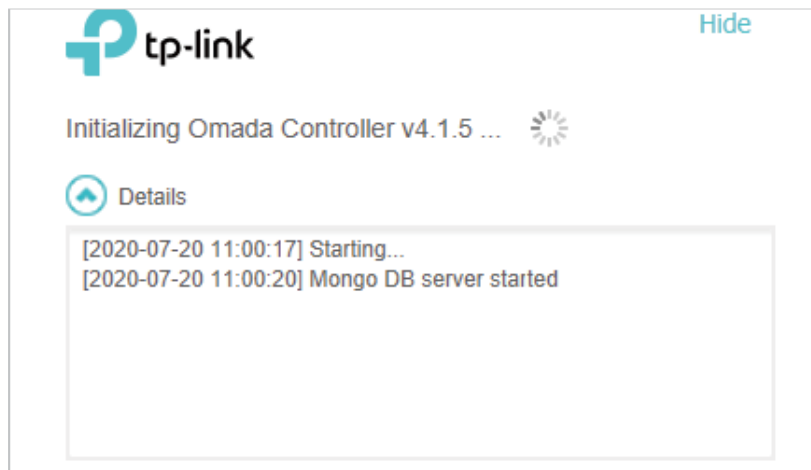 tp-link
Hide
Initializing Omada Controller v4.1.5 ...
Details
[2020-07-20 11:00:17] Starting...
[2020-07-20 11:00:20] Mongo DB server started